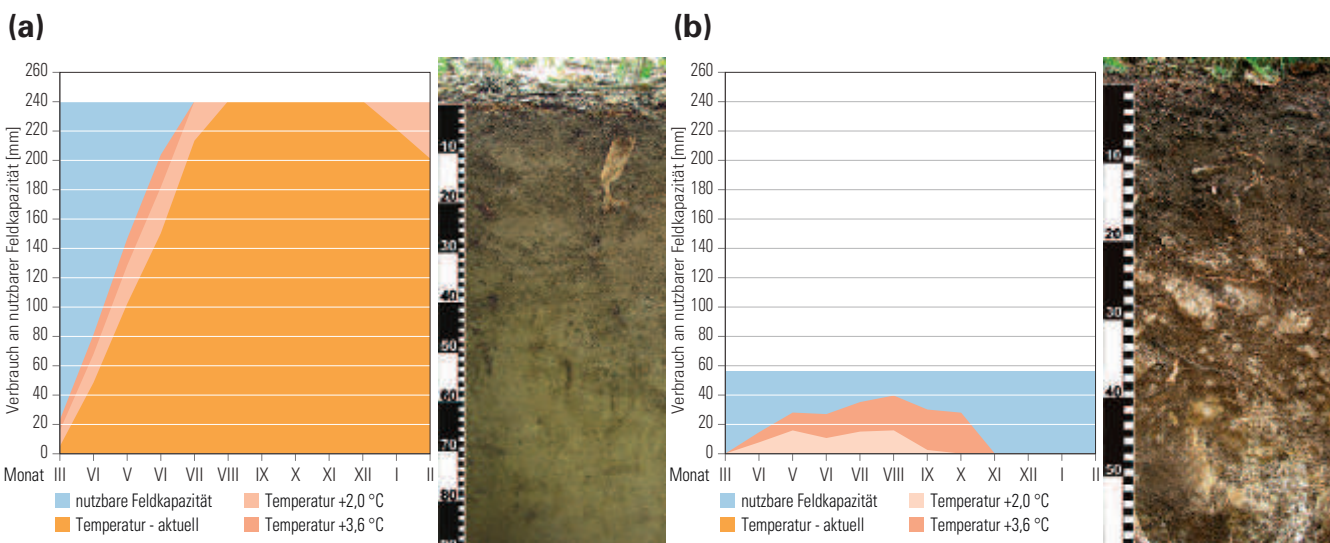 (a)
Verbrauch an nutzbarer Feldkapazität [mm]
260
240
220
200
180
160
140
120
100
80
60
40
20
0
Monat III VI V VI VII VIII IX X XI XII I II
nutzbare Feldkapazität
Temperatur +2,0 °C
Temperatur - aktuell
Temperatur +3,6 °C
10
20
30
40
50
60
70
80
(b)
Verbrauch an nutzbarer Feldkapazität [mm]
260
240
220
200
180
160
140
120
100
80
60
40
20
0
III VI V VI VII VIII IX X XI XII I II
nutzbare Feldkapazität
Temperatur +2,0 °C
Temperatur - aktuell
Temperatur +3,6 °C
10
20
30
40
50